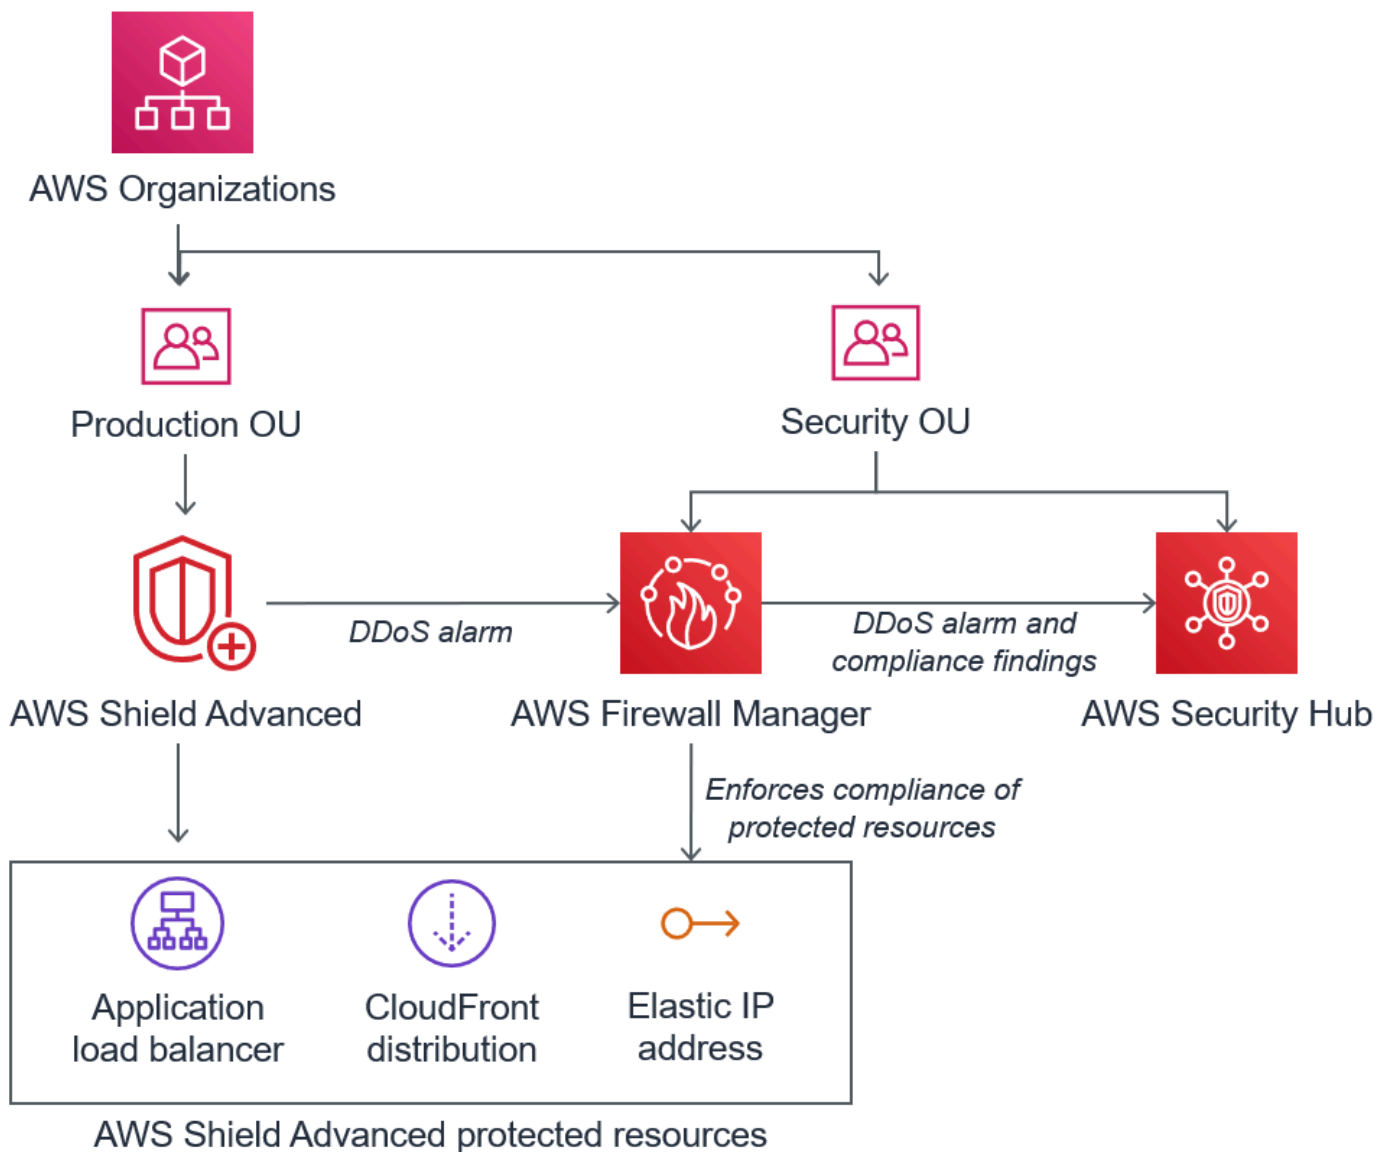 AWS Organizations
Production OU
Security OU
DDoS alarm
DDoS alarm and
compliance findings
AWS Shield Advanced
AWS Firewall Manager
AWS Security Hub
Enforces compliance of
protected resources
Application
load balancer
CloudFront
distribution
Elastic IP
address
AWS Shield Advanced protected resources